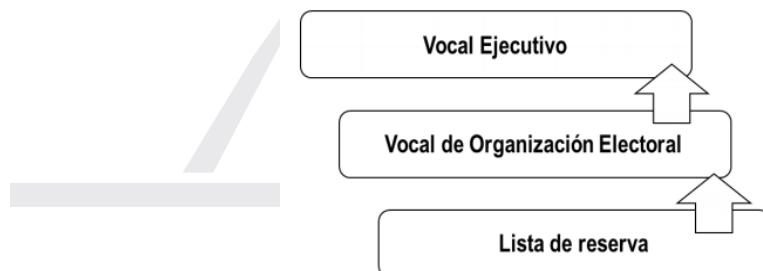 Vocal Ejecutivo
Vocal de Organización Electoral
Lista de reserva